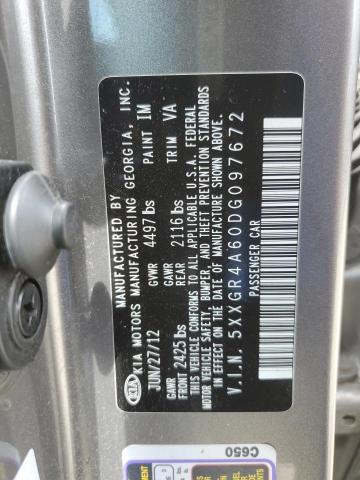 MANUFACTURED BY
KIA KIA MOTORS MANUFACTURING GEORGIA, INC.
JUN/27/12 GVWR 4497lbs PAINT IM
GAWR FRONT 2425lbs GAWR REAR 2116lbs TRIM VA
THIS VEHICLE CONFORMS TO ALL APPLICABLE U.S.A. FEDERAL
MOTOR VEHICLE SAFETY, BUMPER, AND THEFT PREVENTION STANDARDS
IN EFFECT ON THE DATE OF MANUFACTURE SHOWN ABOVE.
V.I.N. 5XXGR4A60DG097672
PASSENGER CAR
C650